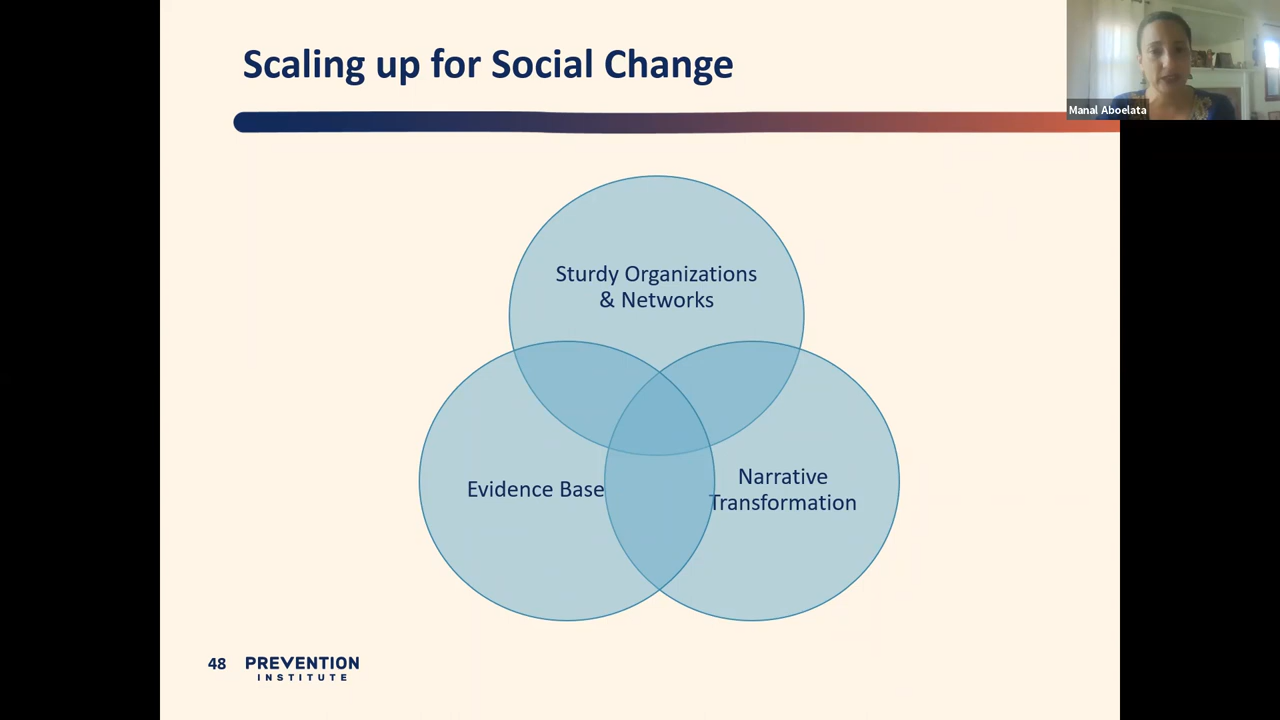 Scaling up for Social Change
Manal Aboelata
Sturdy Organizations
& Networks
Evidence Base
Narrative
Transformation
48
PREVENTION
INSTITUTE